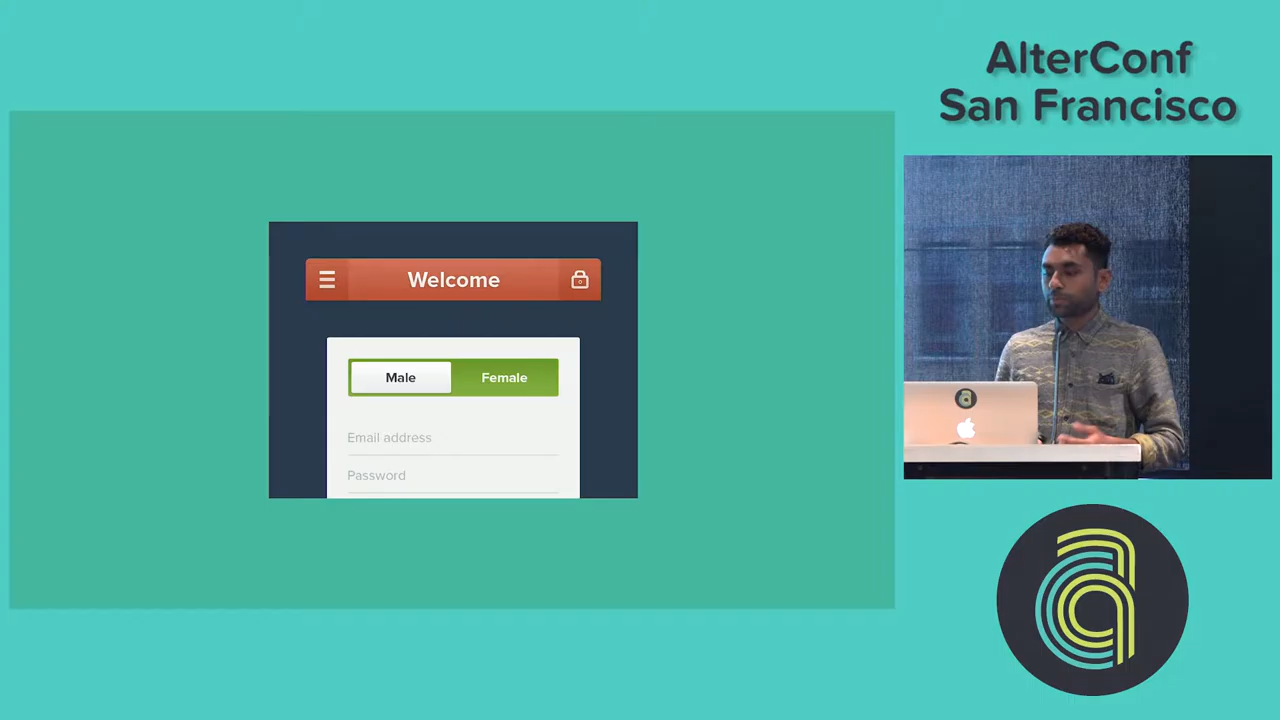 AlterConf
San Francisco
Welcome
Male Female
Email address
Password